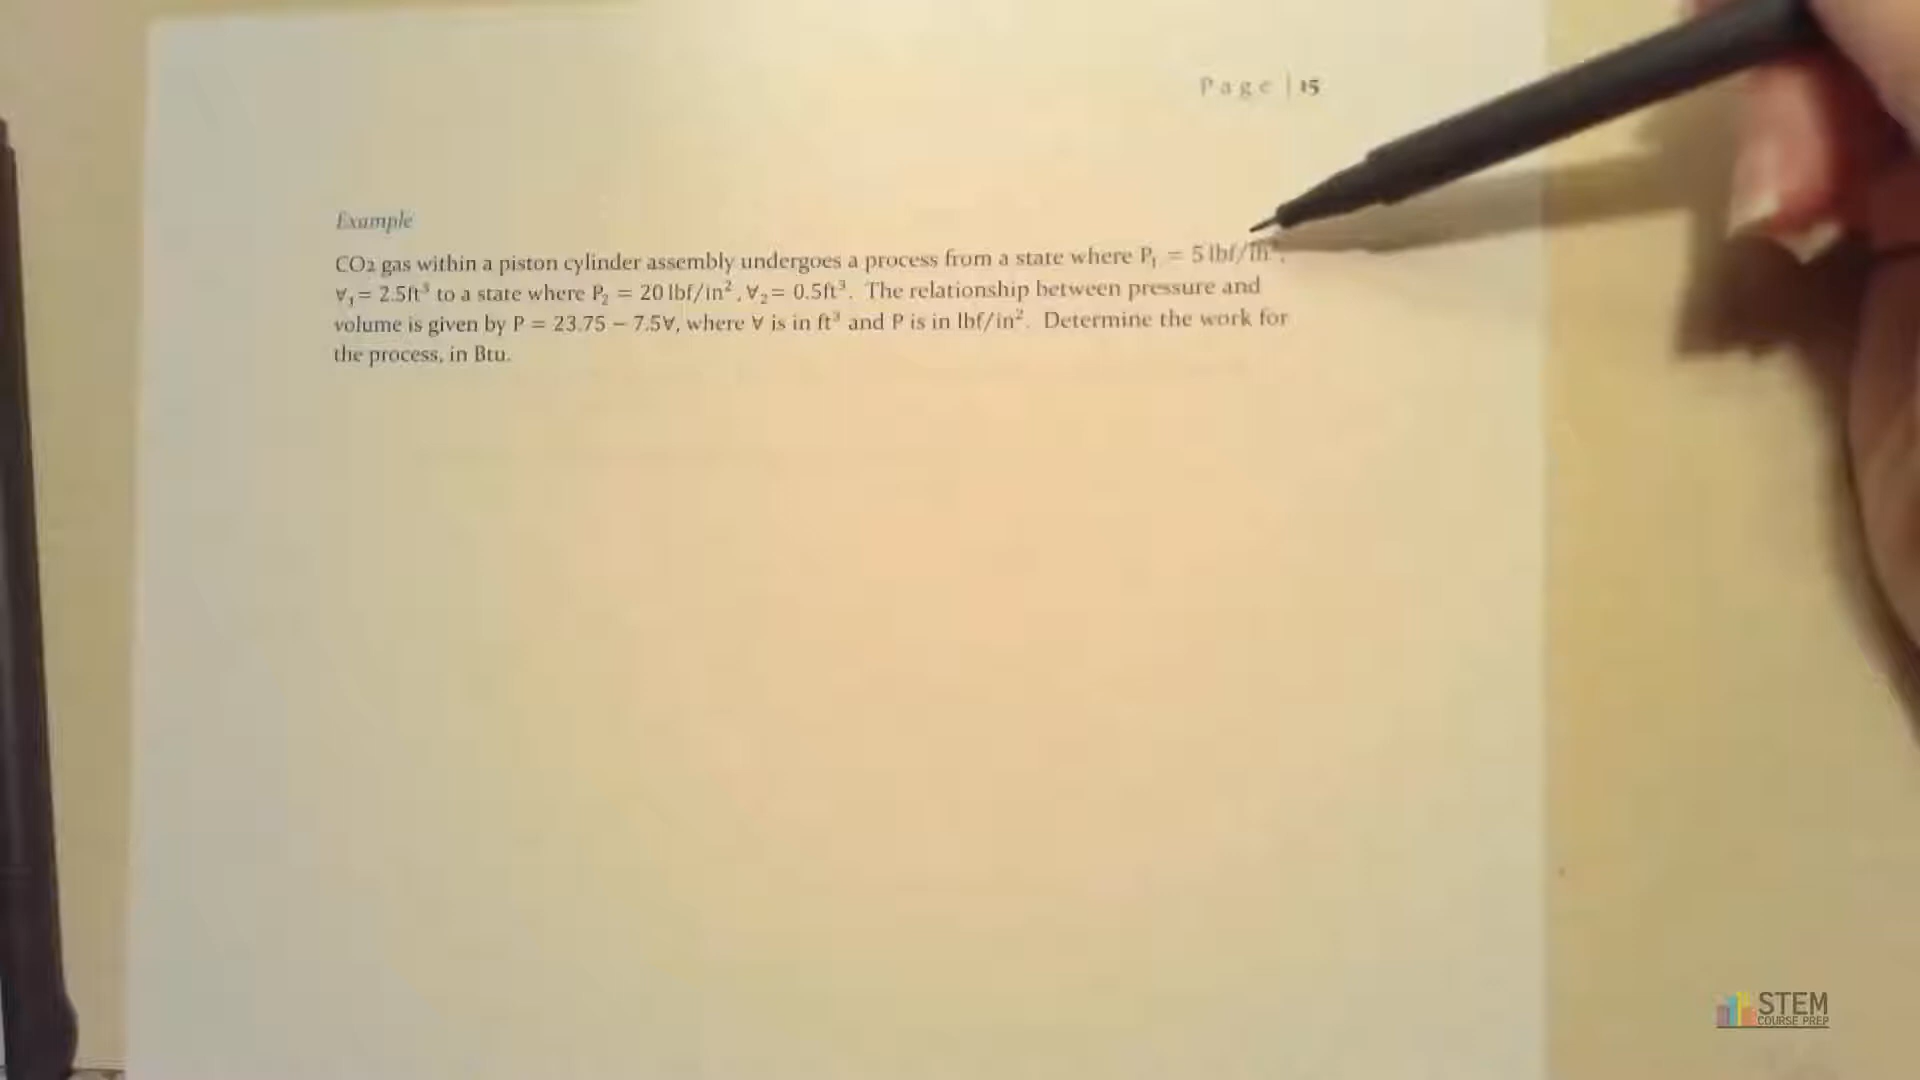 Page | 15
Example
CO2 gas within a piston cylinder assembly undergoes a process from a state where P₁ = 5 lbf/in²,
∀₁ = 2.5ft³ to a state where P₂ = 20 lbf/in², ∀₂ = 0.5ft³. The relationship between pressure and
volume is given by P = 23.75 – 7.5∀, where ∀ is in ft³ and P is in lbf/in². Determine the work for
the process, in Btu.
STEM
COURSE PREP